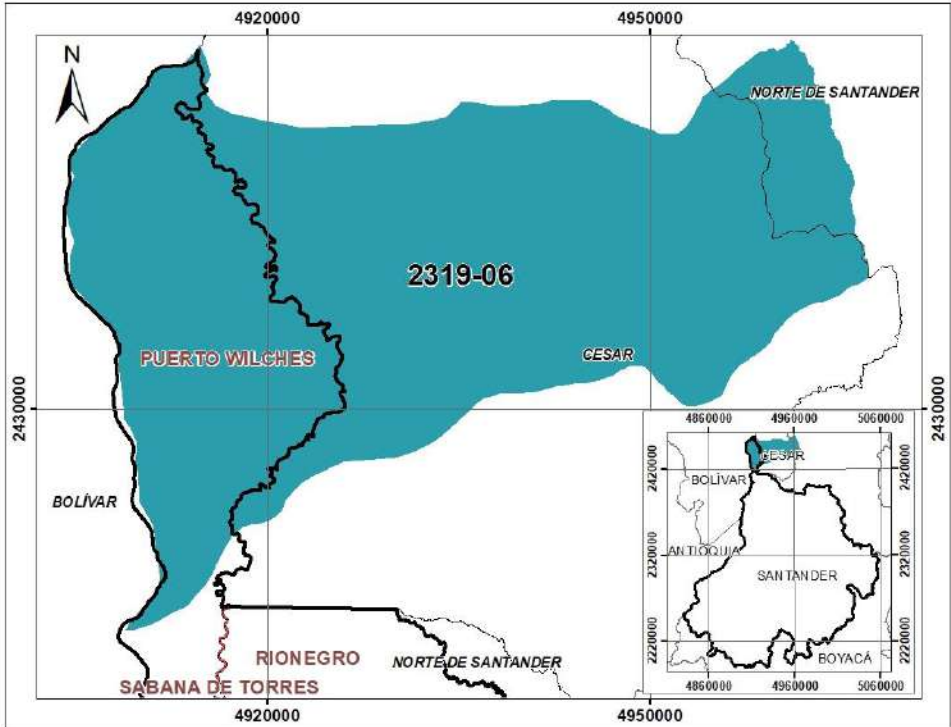 4920000 4950000
N
NORTE DE SANTANDER
2319-06
PUERTO WILCHES
CESAR
2430000 2430000
BOLÍVAR
RIONEGRO
NORTE DE SANTANDER
SABANA DE TORRES
4920000 4950000
4860000 4960000 5060000
CESAR
2420000 2420000
BOLÍVAR
ANTIOQUIA
2320000 2320000
SANTANDER
2220000 2220000
BOYACÁ
4860000 4960000 5060000